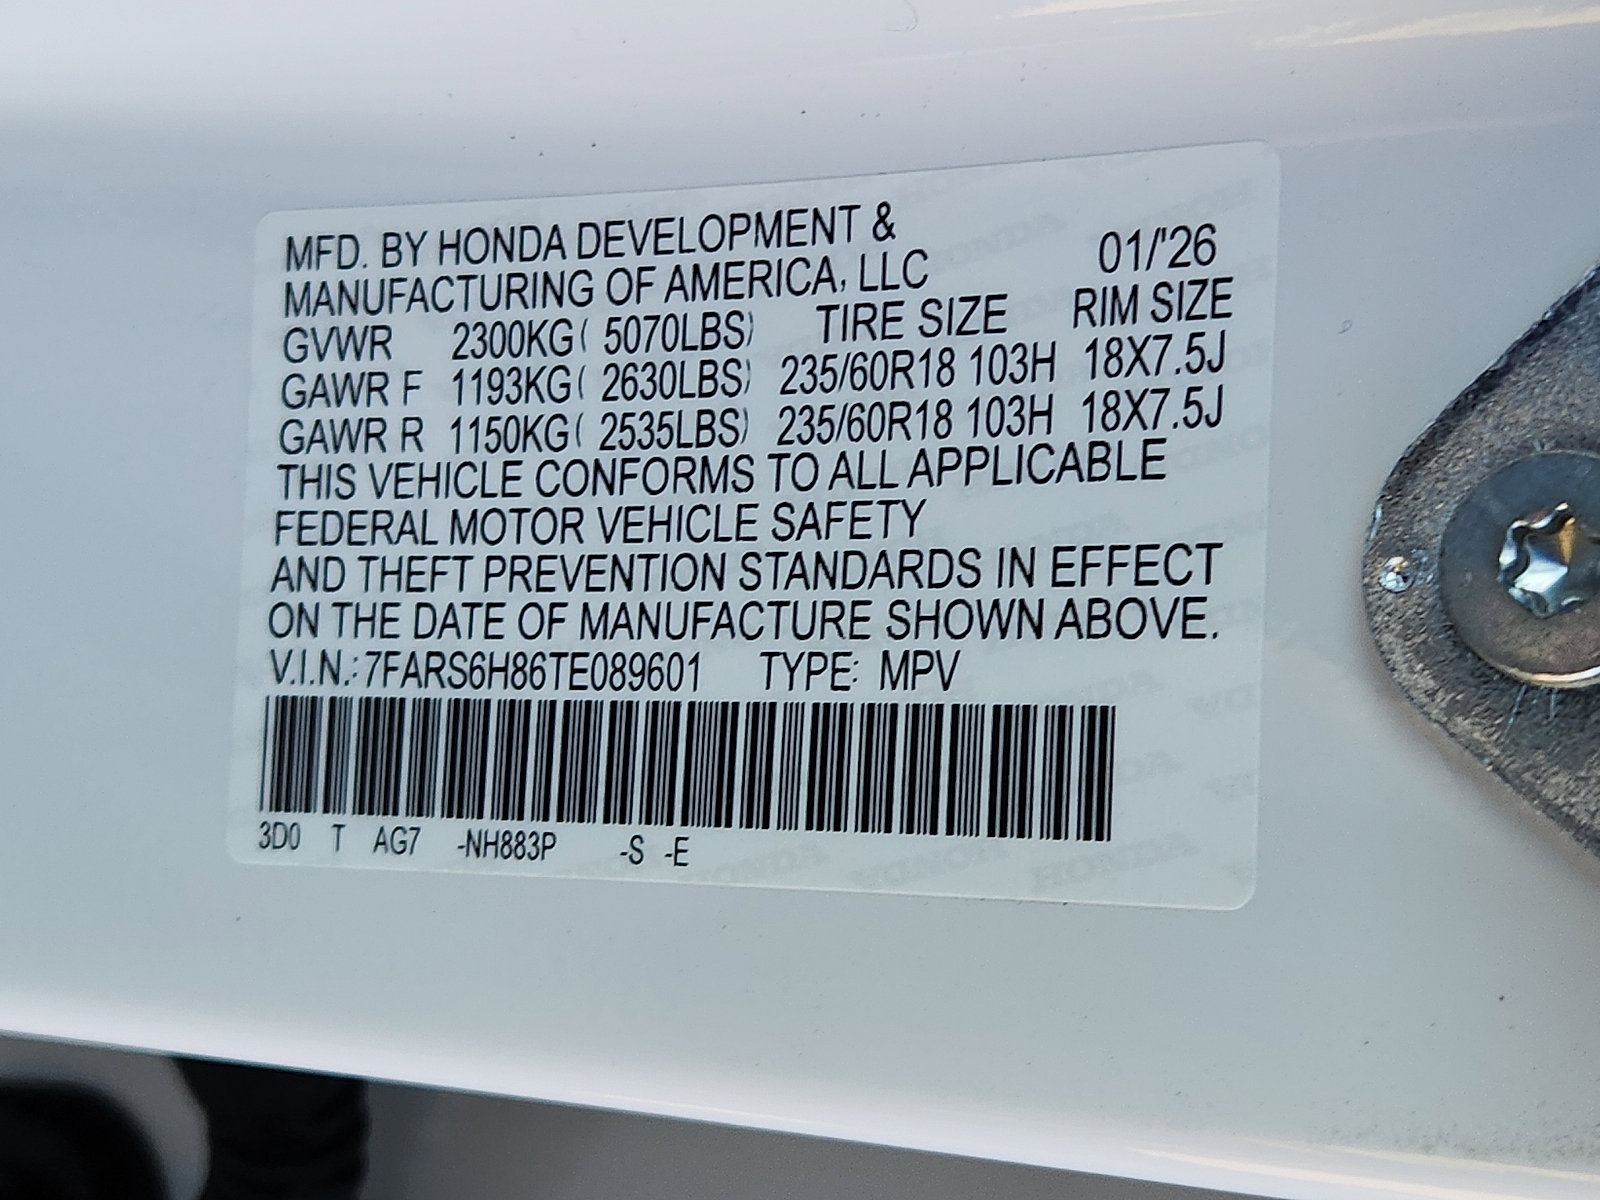 MFD. BY HONDA DEVELOPMENT &
MANUFACTURING OF AMERICA, LLC 01/'26
GVWR 2300KG( 5070LBS) TIRE SIZE RIM SIZE
GAWR F 1193KG( 2630LBS) 235/60R18 103H 18X7.5J
GAWR R 1150KG( 2535LBS) 235/60R18 103H 18X7.5J
THIS VEHICLE CONFORMS TO ALL APPLICABLE
FEDERAL MOTOR VEHICLE SAFETY
AND THEFT PREVENTION STANDARDS IN EFFECT
ON THE DATE OF MANUFACTURE SHOWN ABOVE.
V.I.N.: 7FARS6H86TE089601 TYPE: MPV
3D0 T AG7 -NH883P -S -E